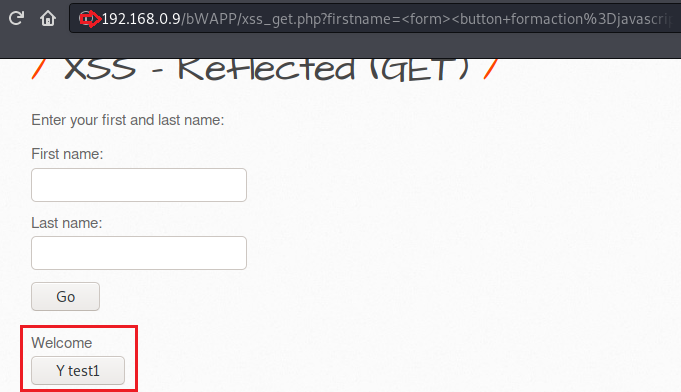 192.168.0.9/bWAPP/xss_get.php?firstname=<form><button+formaction%3Djavascrip
/ XSS - Reflected (GET) /
Enter your first and last name:
First name:
Last name:
Go
Welcome
Y test1